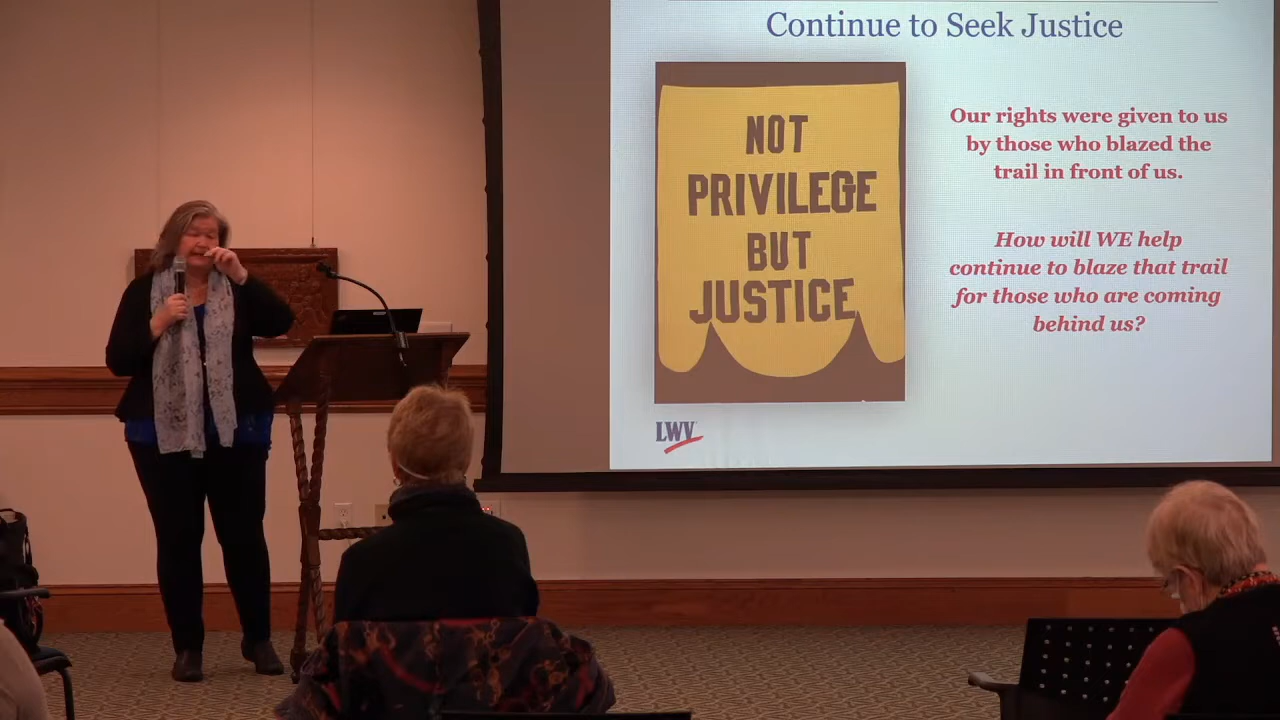 Continue to Seek Justice
NOT
PRIVILEGE
BUT
JUSTICE
Our rights were given to us
by those who blazed the
trail in front of us.
How will WE help
continue to blaze that trail
for those who are coming
behind us?
LWV